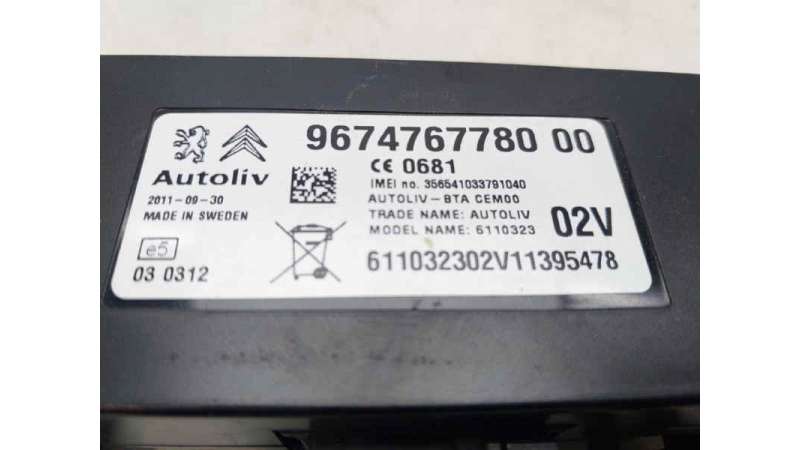 9674767780 00
CE 0681
Autoliv
2011-09-30
MADE IN SWEDEN
IMEI no. 356541033791040
AUTOLIV-BTA CEM00
TRADE NAME: AUTOLIV
MODEL NAME: 6110323
02V
e5
03 0312
611032302V11395478